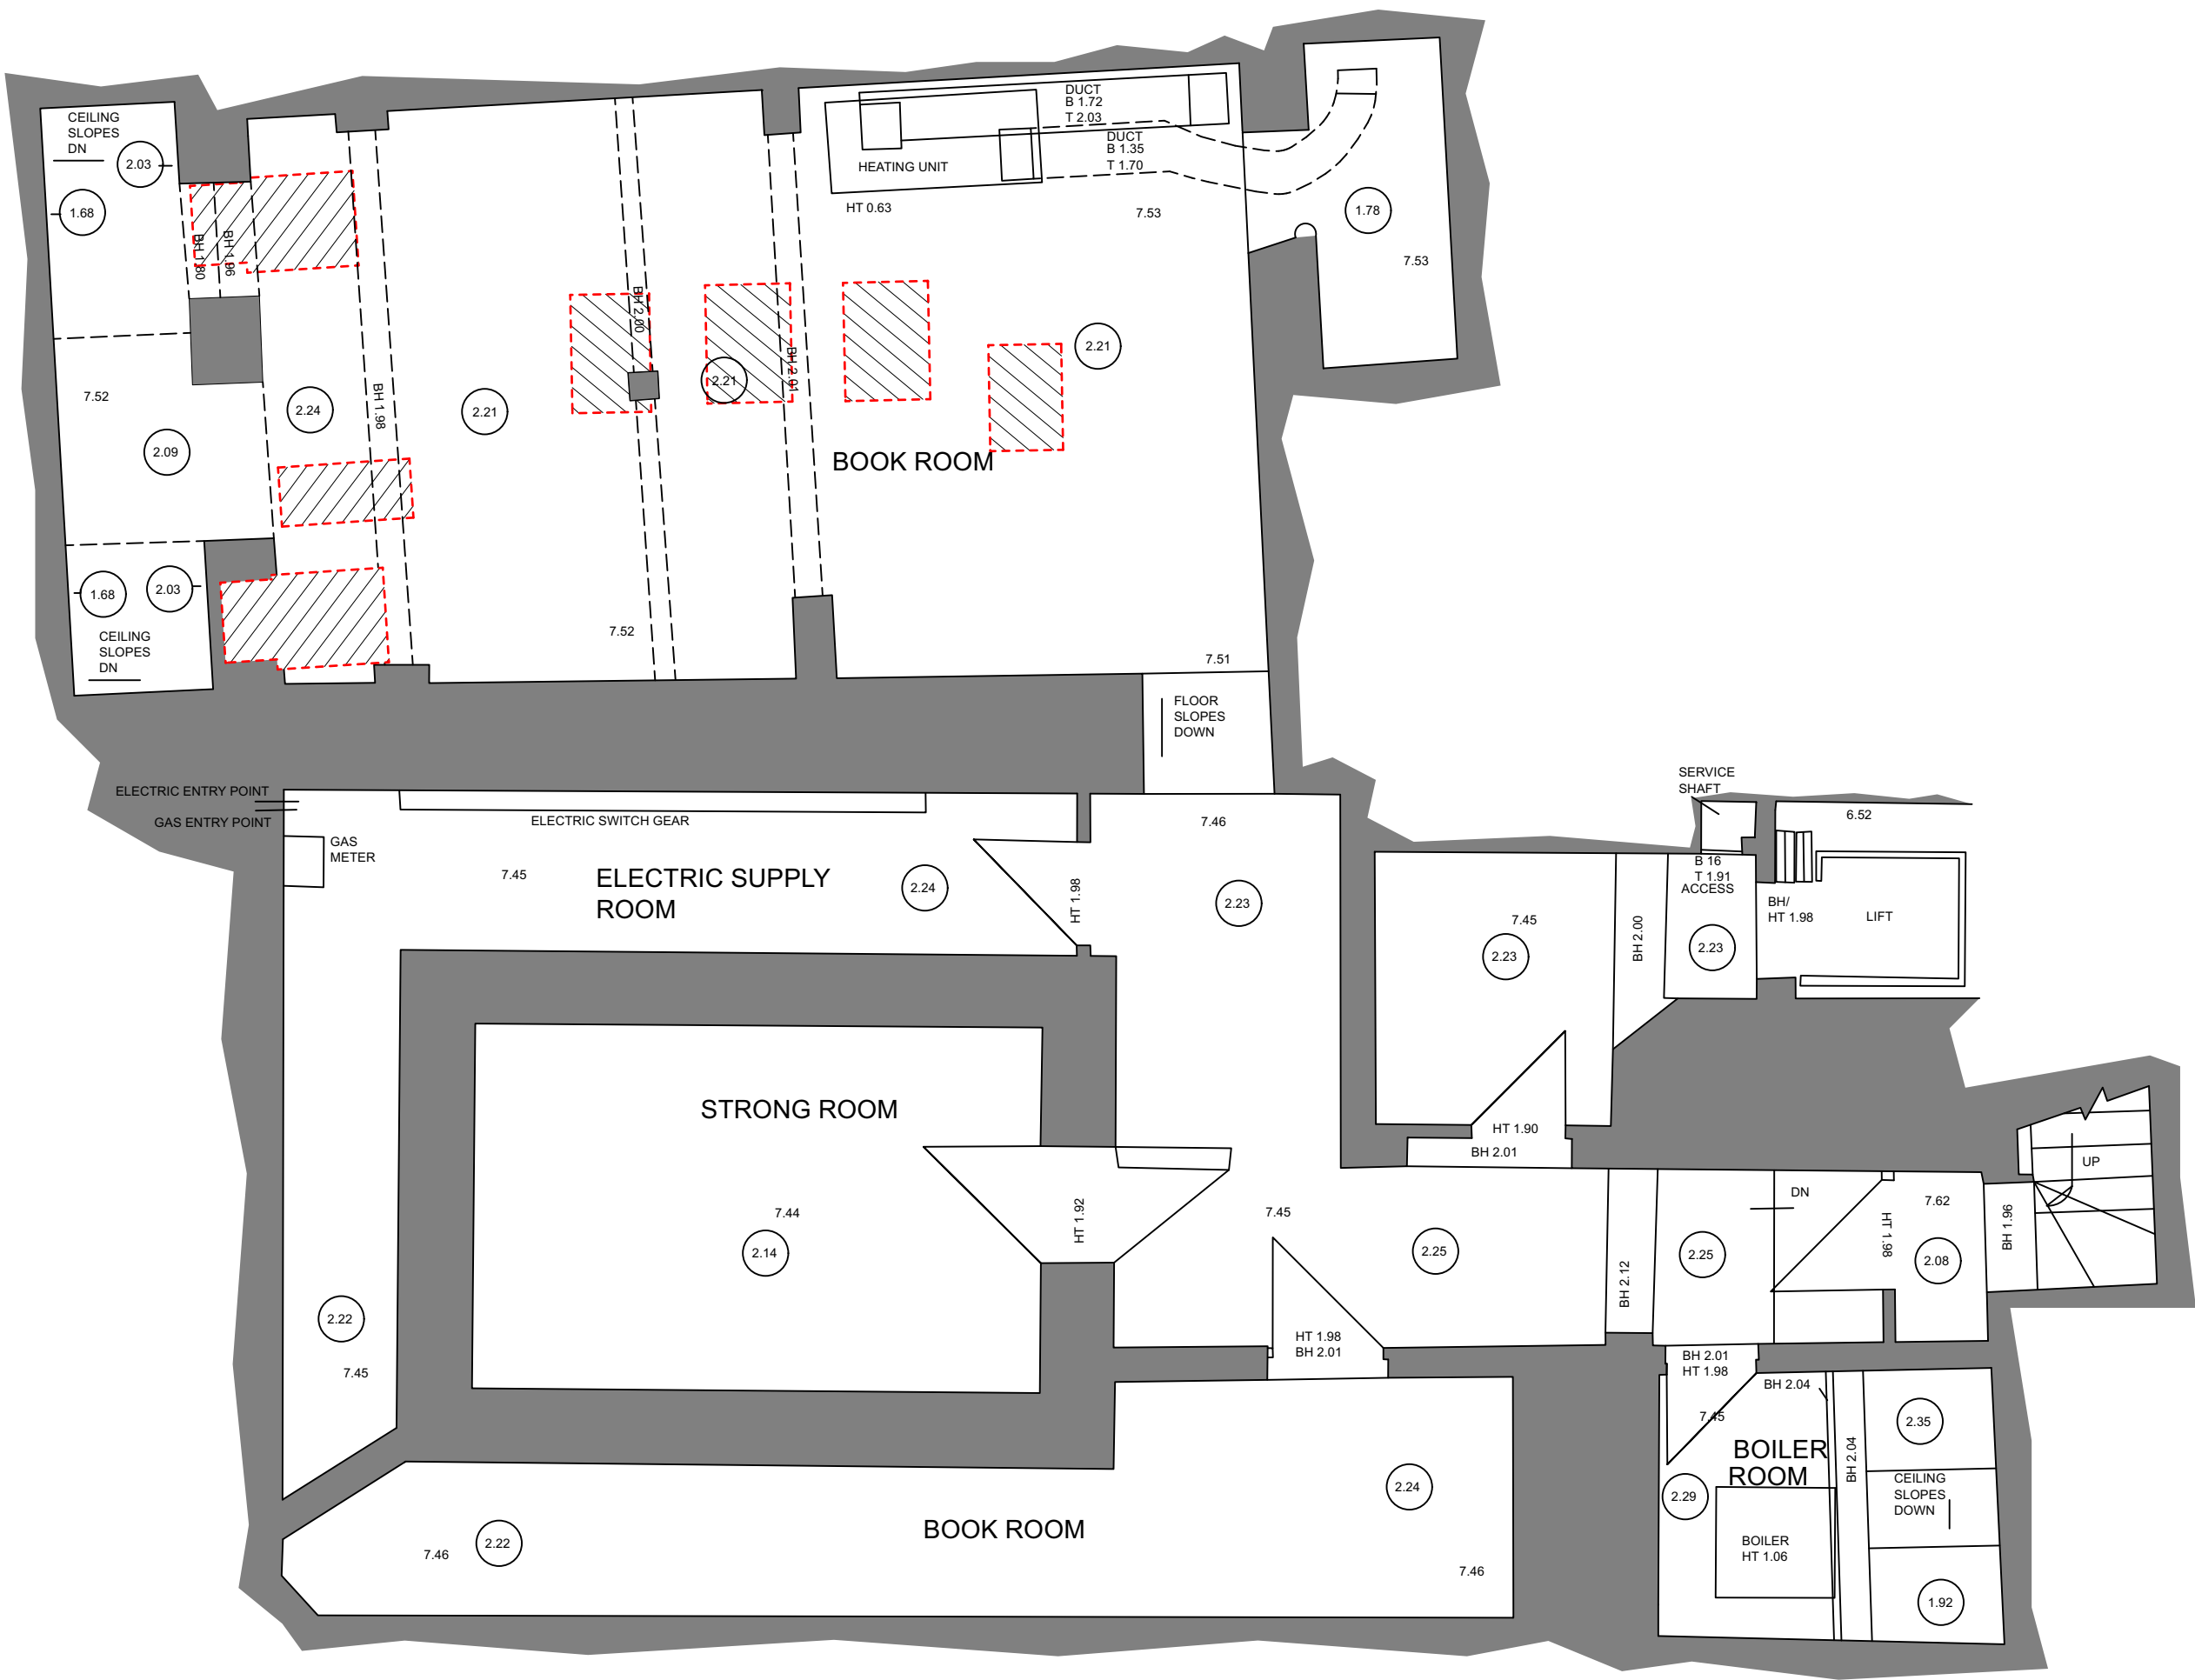 CEILING
SLOPES
DN
2.03
1.68
BH 1.80
BH 1.96
7.52
2.09
2.24
BH 1.98
2.21
1.68
2.03
CEILING
SLOPES
DN
BH 2.00
2.21
BH 2.01
7.52
DUCT
B 1.72
T 2.03
DUCT
B 1.35
T 1.70
HEATING UNIT
HT 0.63
7.53
1.78
7.53
2.21
BOOK ROOM
7.51
FLOOR
SLOPES
DOWN
ELECTRIC ENTRY POINT
GAS ENTRY POINT
GAS
METER
ELECTRIC SWITCH GEAR
7.45
ELECTRIC SUPPLY
ROOM
2.24
HT 1.98
7.46
2.23
SERVICE
SHAFT
6.52
B 16
T 1.91
ACCESS
BH/
HT 1.98
LIFT
7.45
2.23
BH 2.00
2.23
STRONG ROOM
7.44
2.14
HT 1.92
HT 1.90
BH 2.01
7.45
2.25
BH 2.12
2.25
DN
HT 1.98
7.62
2.08
BH 1.96
UP
2.22
7.45
HT 1.98
BH 2.01
BH 2.01
HT 1.98
BH 2.04
7.45
BOILER
ROOM
BH 2.04
2.35
CEILING
SLOPES
DOWN
2.29
BOILER
HT 1.06
1.92
2.24
BOOK ROOM
2.22
7.46
7.46